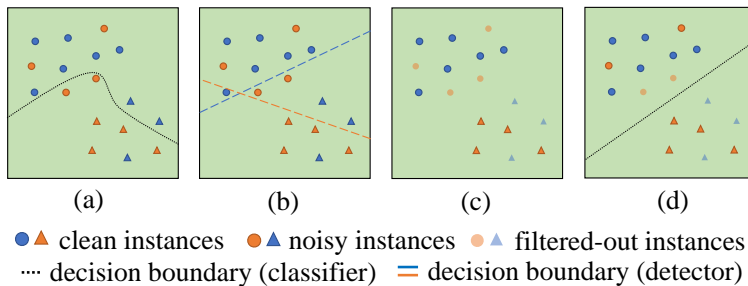 (a) (b) (c) (d)
clean instances noisy instances filtered-out instances
decision boundary (classifier) decision boundary (detector)